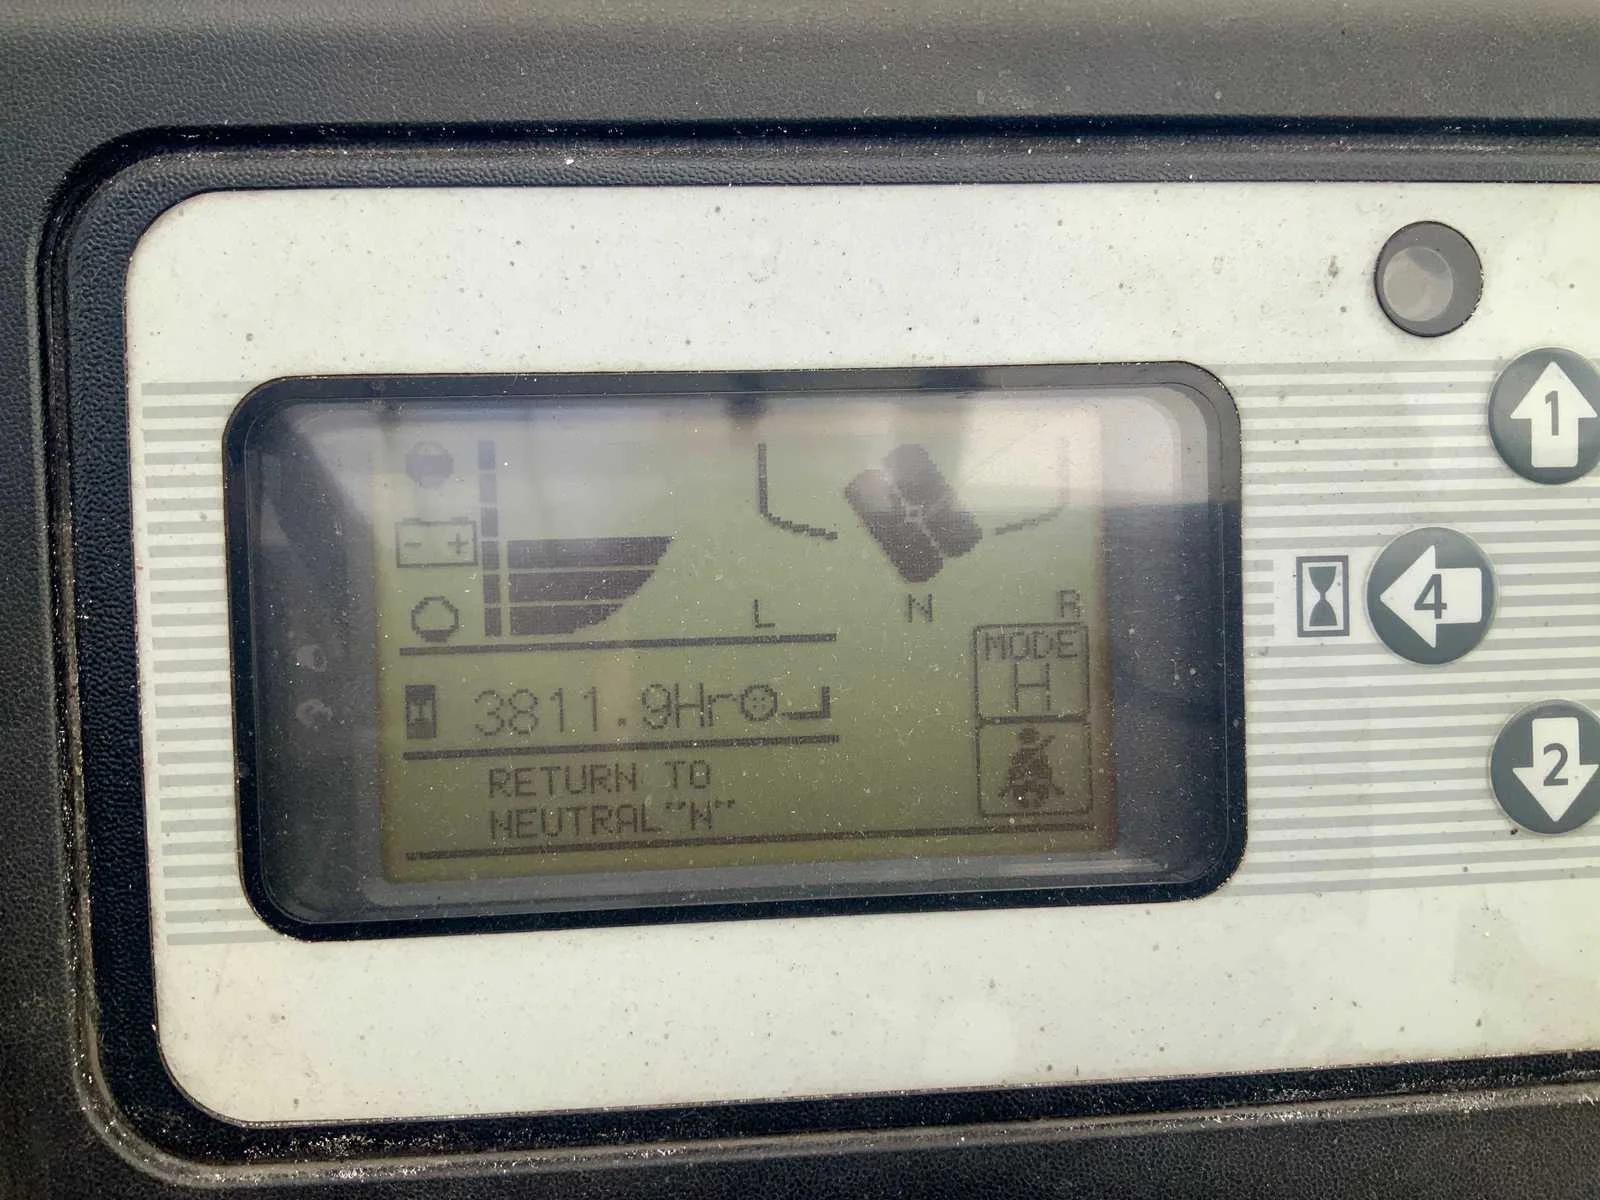 L N R
MODE
H
3811.9Hr
RETURN TO
NEUTRAL"N"
1
4
2